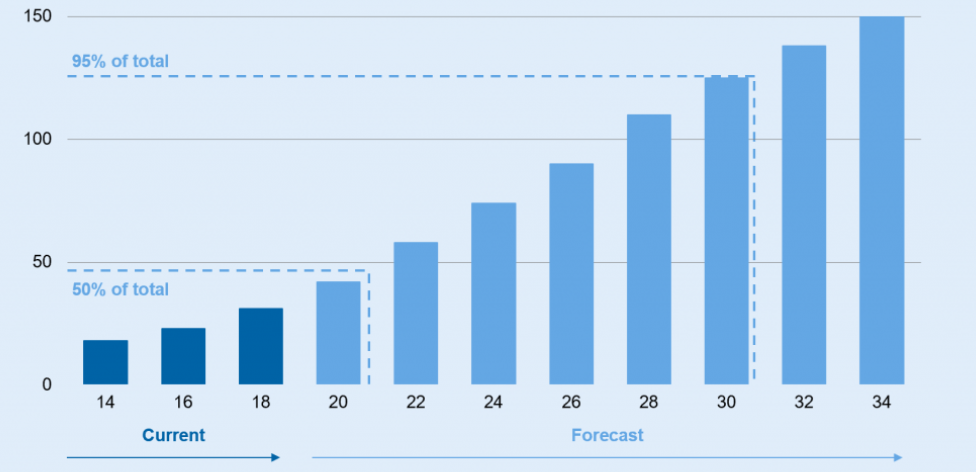 150
95% of total
100
50
50% of total
0
14 16 18 20 22 24 26 28 30 32 34
Current Forecast